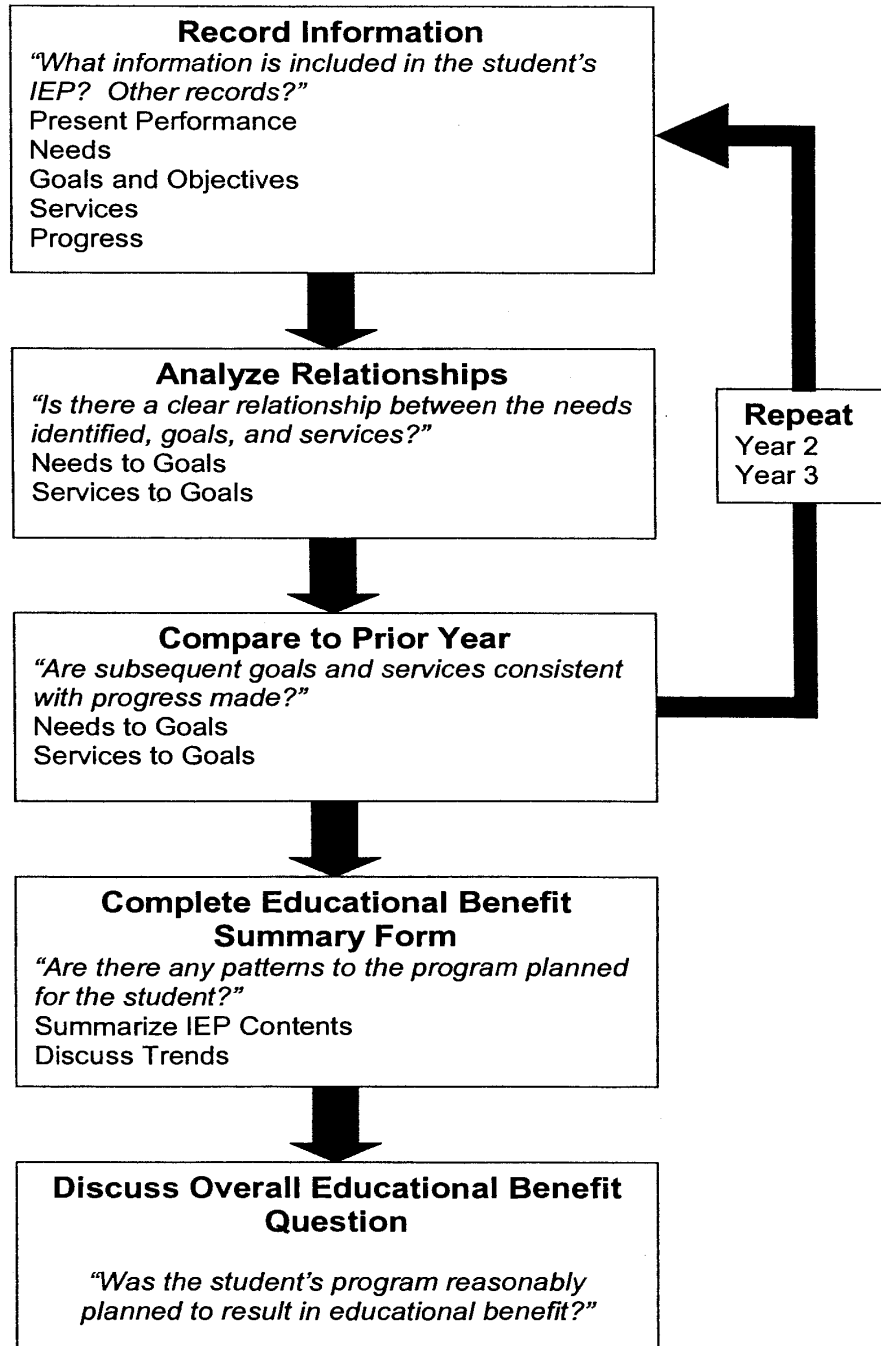 Record Information
“What information is included in the student’s
IEP? Other records?”
Present Performance
Needs
Goals and Objectives
Services
Progress
Analyze Relationships
“Is there a clear relationship between the needs
identified, goals, and services?”
Needs to Goals
Services to Goals
Repeat
Year 2
Year 3
Compare to Prior Year
“Are subsequent goals and services consistent
with progress made?”
Needs to Goals
Services to Goals
Complete Educational Benefit
Summary Form
“Are there any patterns to the program planned
for the student?”
Summarize IEP Contents
Discuss Trends
Discuss Overall Educational Benefit
Question
“Was the student’s program reasonably
planned to result in educational benefit?”